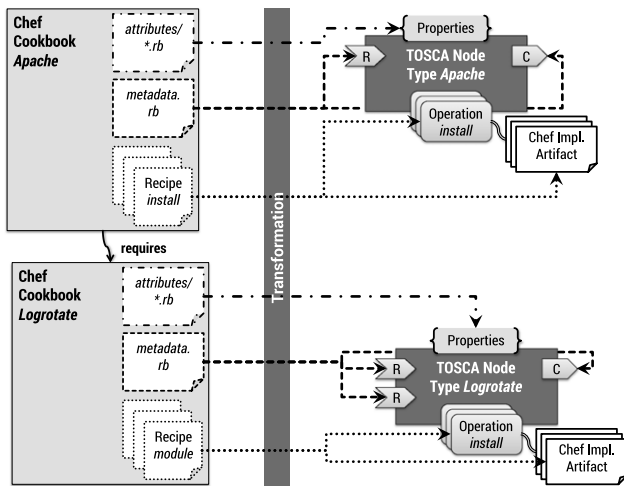 Chef
Cookbook
Apache
attributes/
*.rb
metadata.
rb
Recipe
install
Properties
R
TOSCA Node
Type Apache
C
Operation
install
Chef Impl.
Artifact
Transformation
requires
Chef
Cookbook
Logrotate
attributes/
*.rb
metadata.
rb
Recipe
module
Properties
R
R
TOSCA Node
Type Logrotate
C
Operation
install
Chef Impl.
Artifact